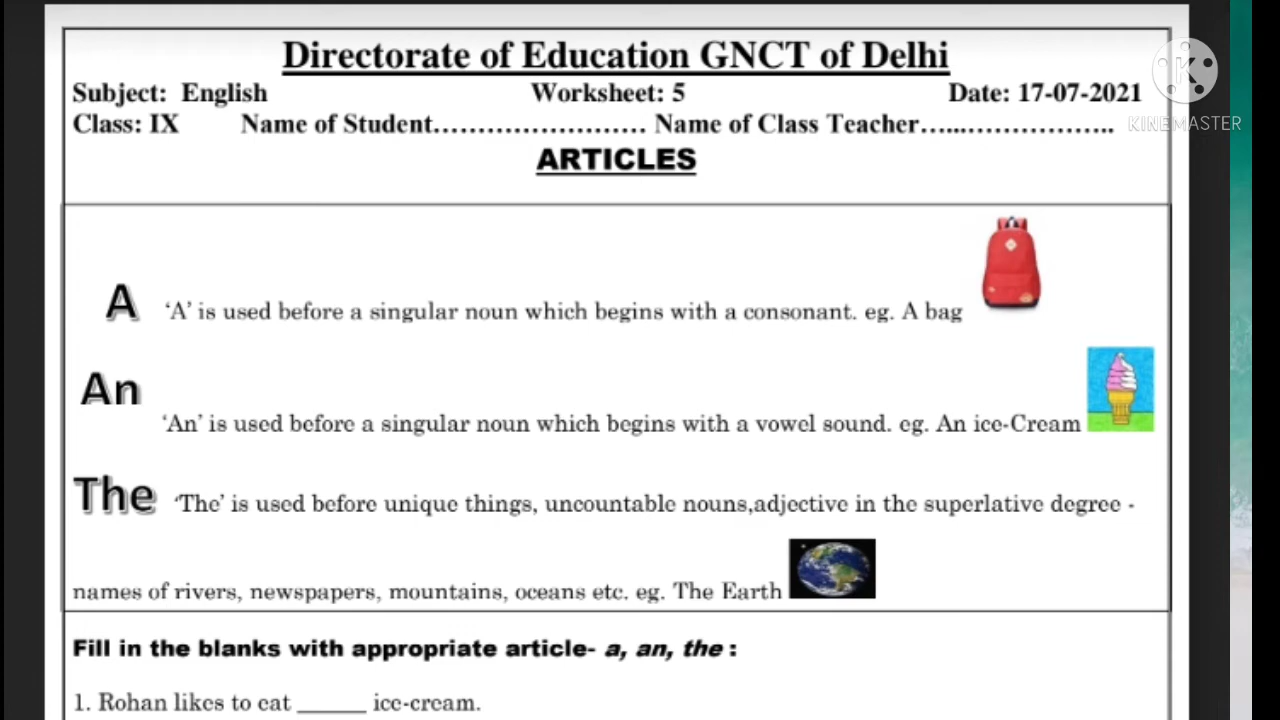 Directorate of Education GNCT of Delhi
Subject: English Worksheet: 5 Date: 17-07-2021
Class: IX Name of Student........................ Name of Class Teacher........................
KINEMASTER
ARTICLES
A 'A' is used before a singular noun which begins with a consonant. eg. A bag
An
'An' is used before a singular noun which begins with a vowel sound. eg. An ice-Cream
The 'The' is used before unique things, uncountable nouns,adjective in the superlative degree -
names of rivers, newspapers, mountains, oceans etc. eg. The Earth
Fill in the blanks with appropriate article- a, an, the :
1. Rohan likes to eat ______ ice-cream.